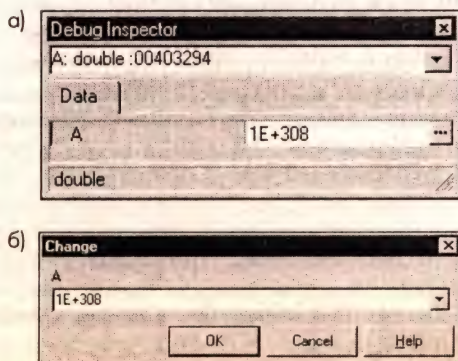 а)
Debug Inspector
A: double :00403294
Data
A 1E+308
double
б)
Change
A
1E+308
OK Cancel Help